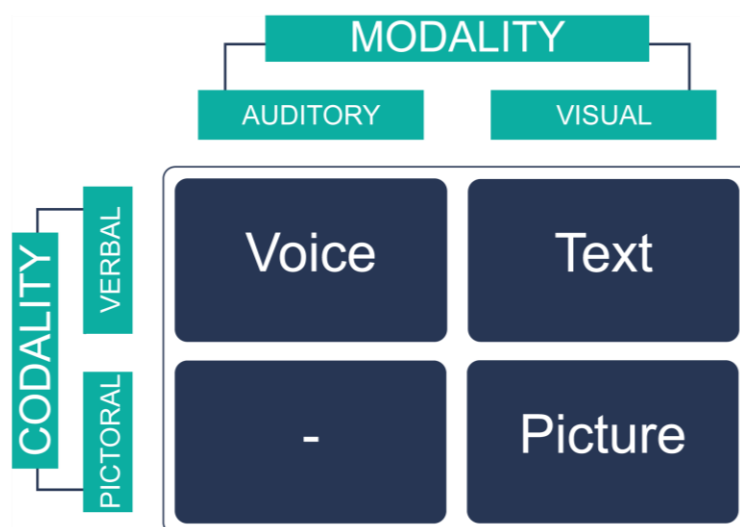 MODALITY
AUDITORY
VISUAL
CODALITY
VERBAL
Voice
Text
PICTORAL
-
Picture